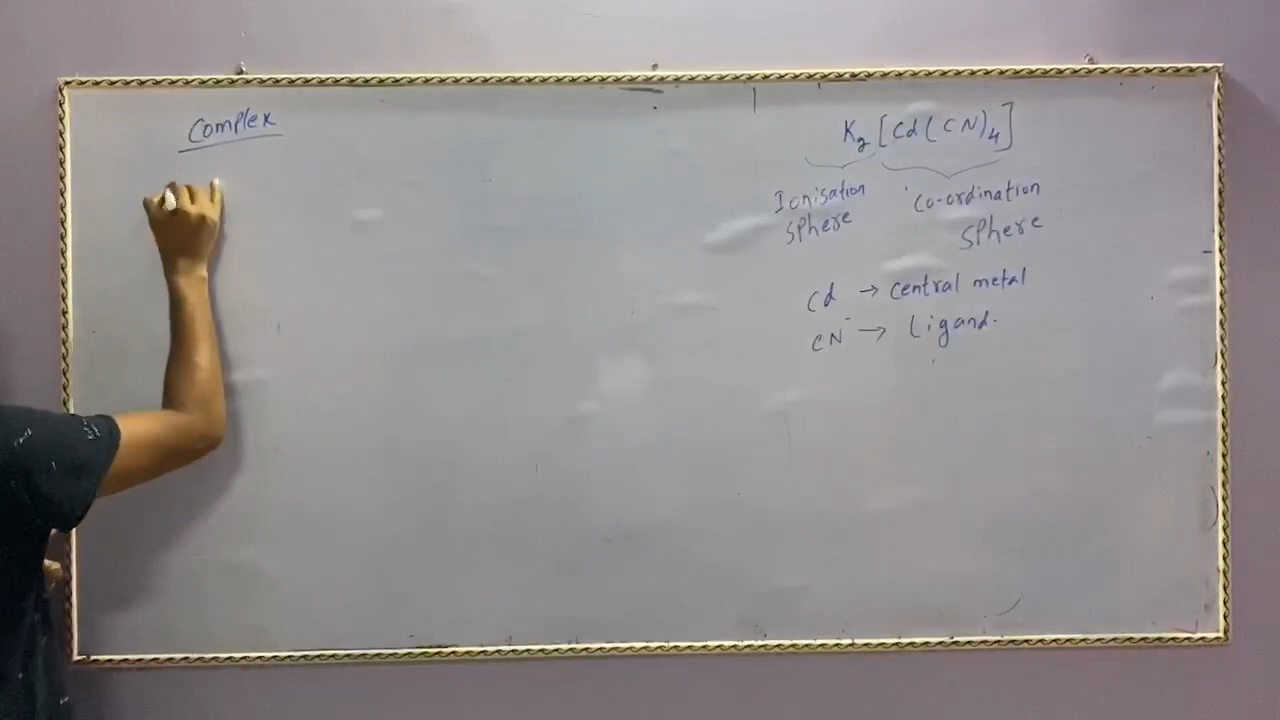 Complex
K2[Cd(CN)4]
Ionisation sphere
Co-ordination sphere
Cd → central metal
CN⁻ → Ligand.